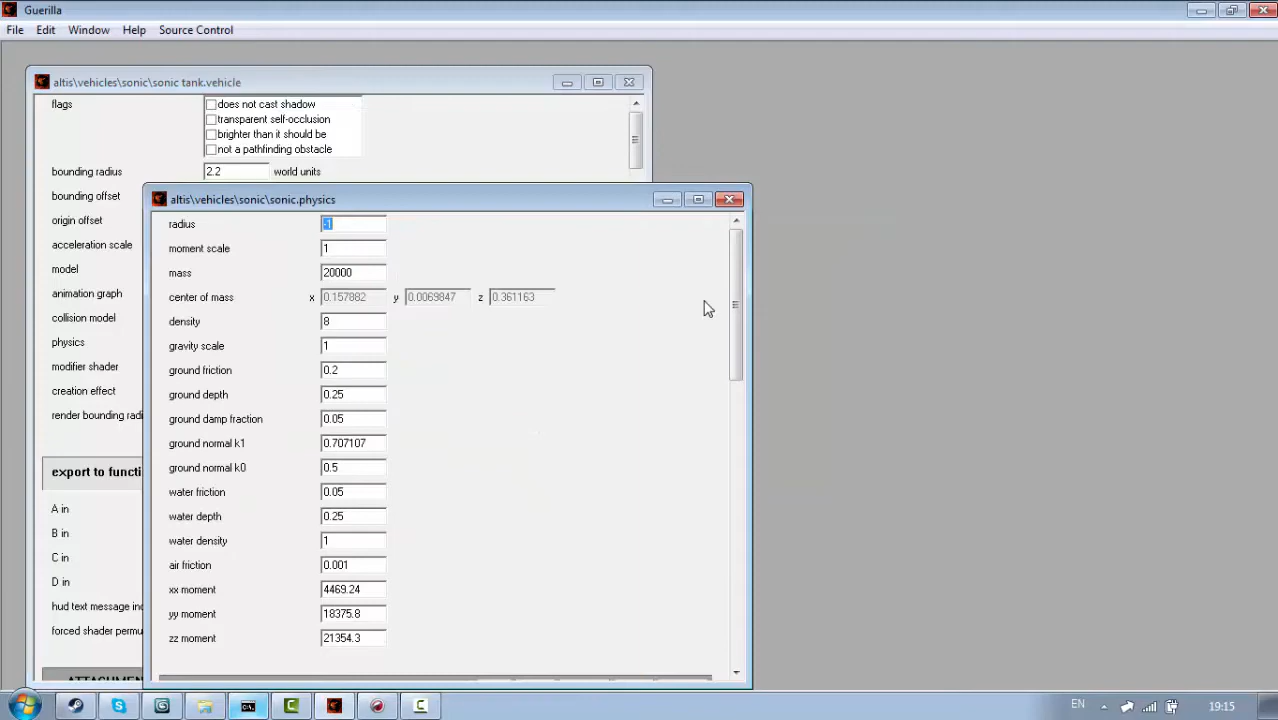 Guerilla
File Edit Window Help Source Control
altis\vehicles\sonic\sonic tank.vehicle
flags
does not cast shadow
transparent self-occlusion
brighter than it should be
not a pathfinding obstacle
bounding radius 2.2 world units
bounding offset
origin offset
acceleration scale
model
animation graph
collision model
physics
modifier shader
creation effect
render bounding radi
export to functi
A in
B in
C in
D in
hud text message ind
forced shader permu
altis\vehicles\sonic\sonic.physics
radius -1
moment scale 1
mass 20000
center of mass x 0.157882 y 0.0069847 z 0.361163
density 8
gravity scale 1
ground friction 0.2
ground depth 0.25
ground damp fraction 0.05
ground normal k1 0.707107
ground normal k0 0.5
water friction 0.05
water depth 0.25
water density 1
air friction 0.001
xx moment 4469.24
yy moment 18375.8
zz moment 21354.3
EN 19:15